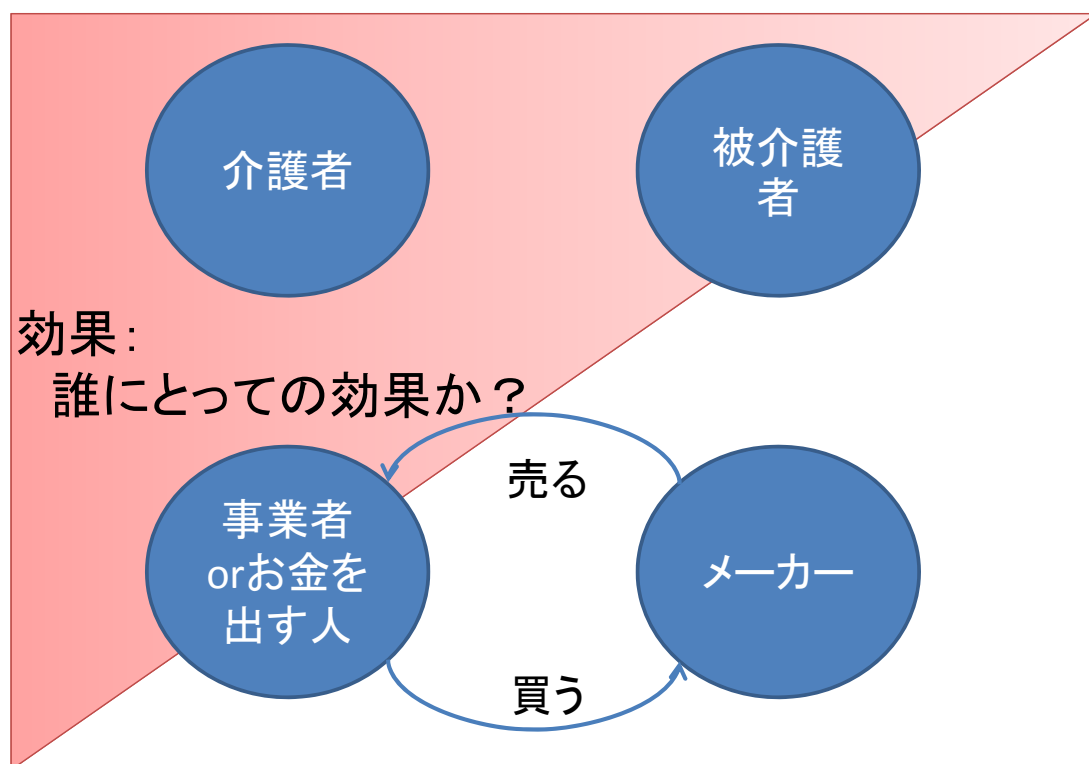 介護者
被介護
者
効果：
誰にとっての効果か？
売る
事業者
orお金を
出す人
メーカー
買う